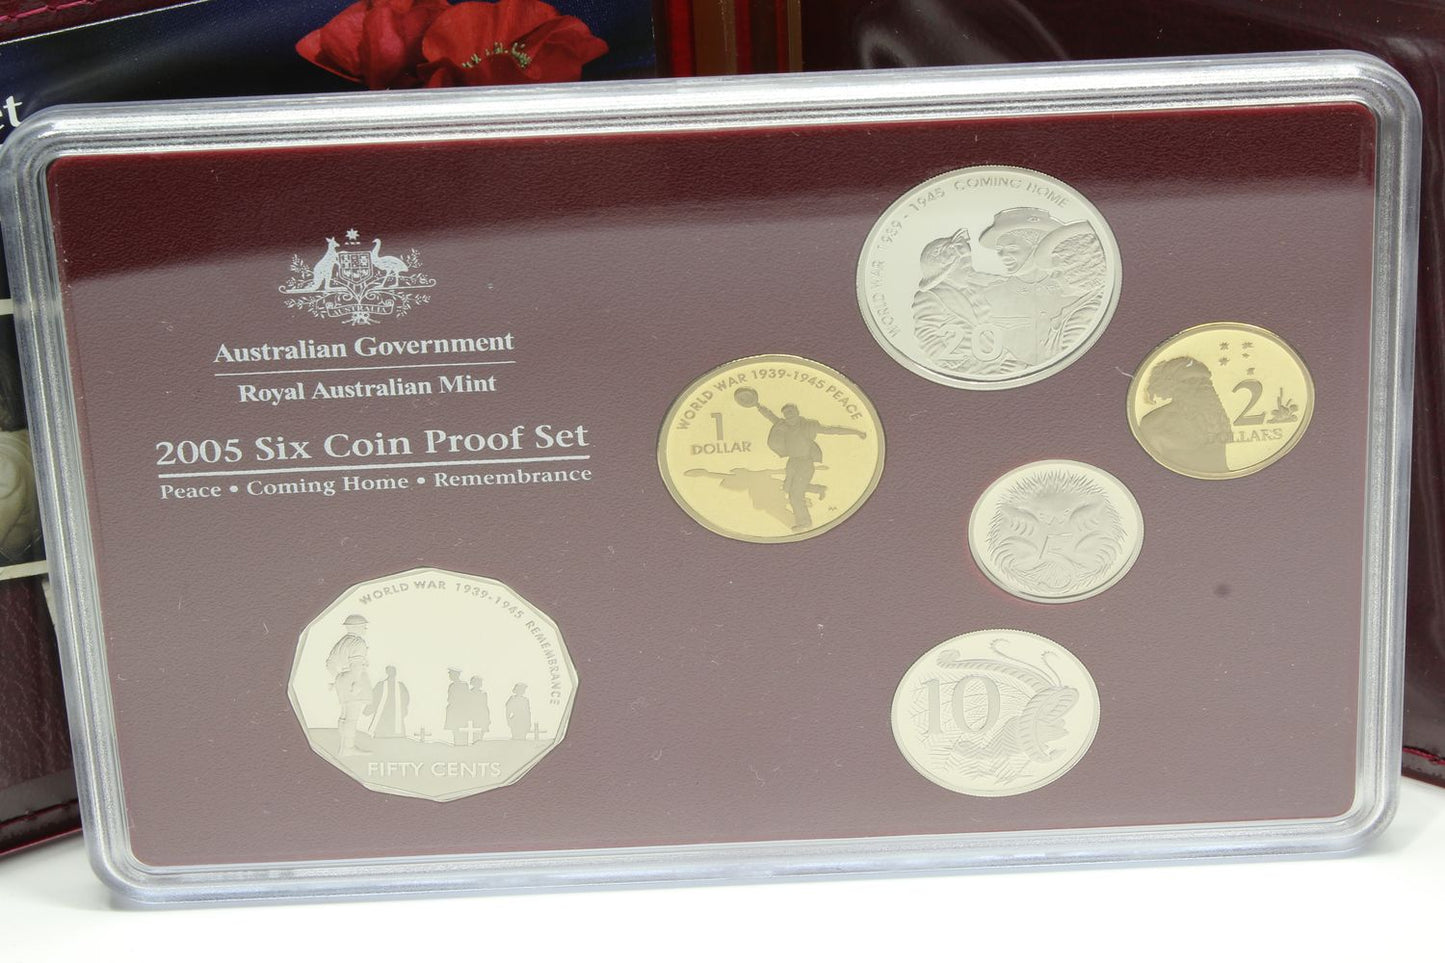 et
AUSTRALIA
Australian Government
Royal Australian Mint
2005 Six Coin Proof Set
Peace • Coming Home • Remembrance
WORLD WAR 1939-1945 REMEMBRANCE
FIFTY CENTS
WORLD WAR 1939-1945 PEACE
1
DOLLAR
WORLD WAR 1939 - 1945 COMING HOME
20
2
DOLLARS
5
10